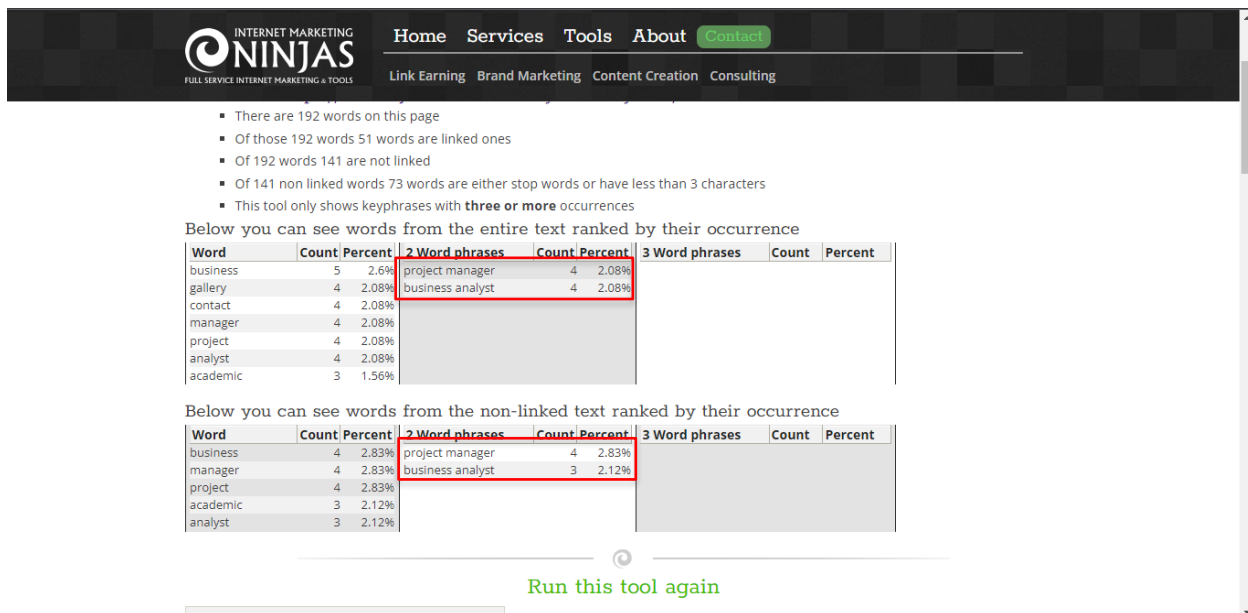 INTERNET MARKETING
NINJAS
FULL SERVICE INTERNET MARKETING & TOOLS
Home Services Tools About Contact
Link Earning Brand Marketing Content Creation Consulting
There are 192 words on this page
Of those 192 words 51 words are linked ones
Of 192 words 141 are not linked
Of 141 non linked words 73 words are either stop words or have less than 3 characters
This tool only shows keyphrases with three or more occurrences
Below you can see words from the entire text ranked by their occurrence
Word Count Percent 2 Word phrases Count Percent 3 Word phrases Count Percent
business 5 2.6% project manager 4 2.08%
gallery 4 2.08% business analyst 4 2.08%
contact 4 2.08%
manager 4 2.08%
project 4 2.08%
analyst 4 2.08%
academic 3 1.56%
Below you can see words from the non-linked text ranked by their occurrence
Word Count Percent 2 Word phrases Count Percent 3 Word phrases Count Percent
business 4 2.83% project manager 4 2.83%
manager 4 2.83% business analyst 3 2.12%
project 4 2.83%
academic 3 2.12%
analyst 3 2.12%
Run this tool again